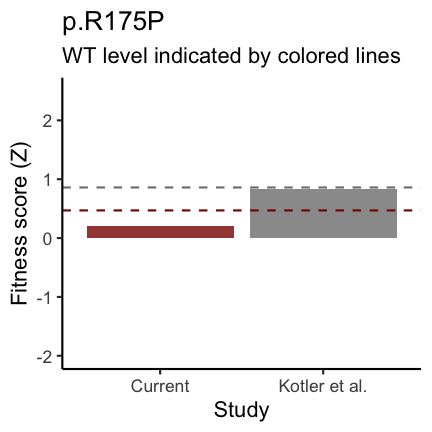 p.R175P
WT level indicated by colored lines
Fitness score (Z)
2
1
0
-1
-2
Current
Kotler et al.
Study